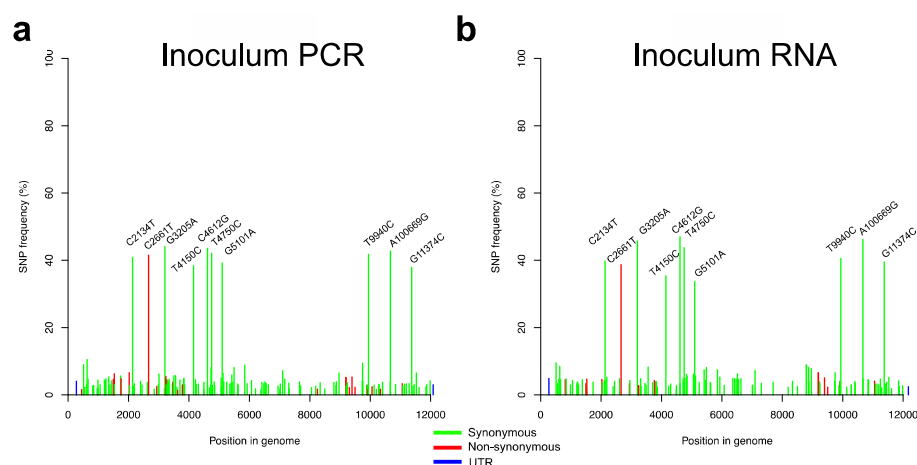 a
Inoculum PCR
b
Inoculum RNA
SNP frequency (%)
100
80
60
40
20
0
C2134T
C2661T
G3205A
T4150C
C4612G
T4750C
G5101A
T9940C
A100669G
G11374C
0
2000
4000
6000
8000
10000
12000
Position in genome
SNP frequency (%)
100
80
60
40
20
0
C2134T
C2661T
G3205A
T4150C
C4612G
T4750C
G5101A
T9940C
A100669G
G11374C
0
2000
4000
6000
8000
10000
12000
Position in genome
Synonymous
Non-synonymous
UTR